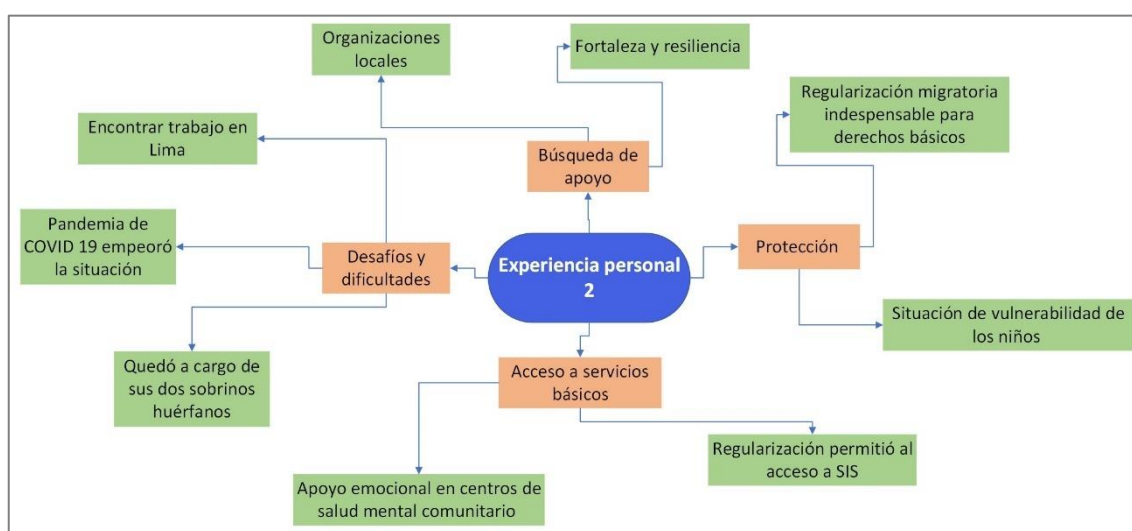 Organizaciones
locales
Fortaleza y resiliencia
Regularización migratoria
indespensable para
derechos básicos
Encontrar trabajo en
Lima
Búsqueda de
apoyo
Pandemia de
COVID 19 empeoró
la situación
Desafíos y
dificultades
Experiencia personal
2
Protección
Situación de vulnerabilidad de
los niños
Quedó a cargo de
sus dos sobrinos
huérfanos
Acceso a servicios
básicos
Regularización permitió al
acceso a SIS
Apoyo emocional en centros de
salud mental comunitario